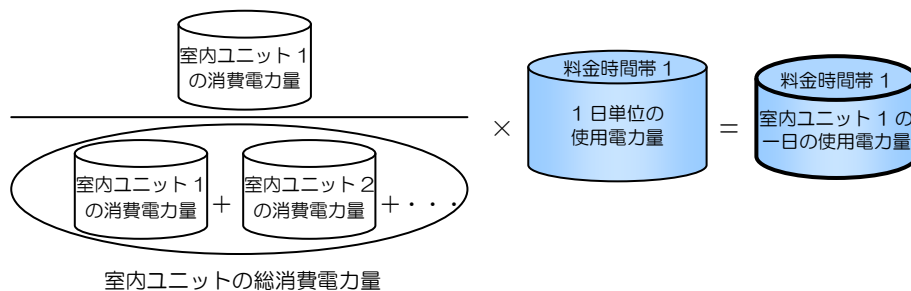 室内ユニット 1
の消費電力量
室内ユニット 1
の消費電力量
+
室内ユニット 2
の消費電力量
+・・・
室内ユニットの総消費電力量
×
料金時間帯 1
1 日単位の
使用電力量
=
料金時間帯 1
室内ユニット 1 の
一日の使用電力量